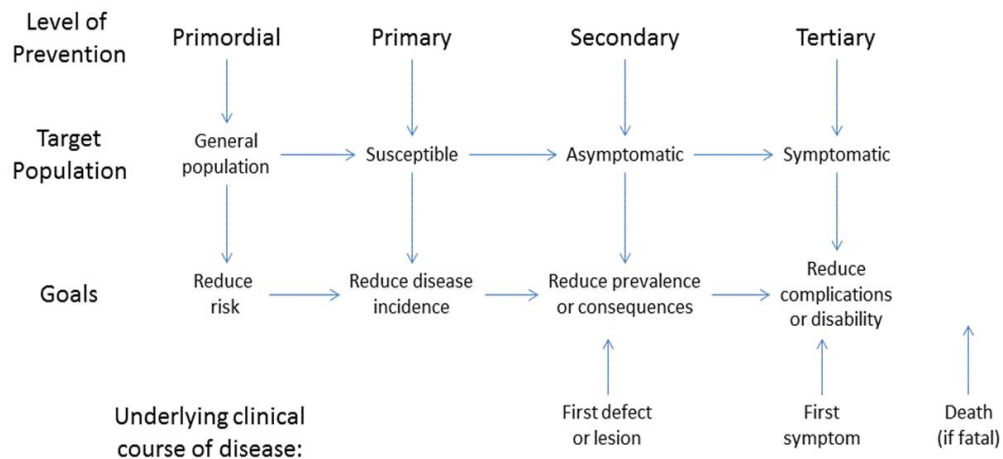 Level of
Prevention
Primordial
Primary
Secondary
Tertiary
Target
Population
General
population
Susceptible
Asymptomatic
Symptomatic
Goals
Reduce
risk
Reduce disease
incidence
Reduce prevalence
or consequences
Reduce
complications
or disability
Underlying clinical
course of disease:
First defect
or lesion
First
symptom
Death
(if fatal)